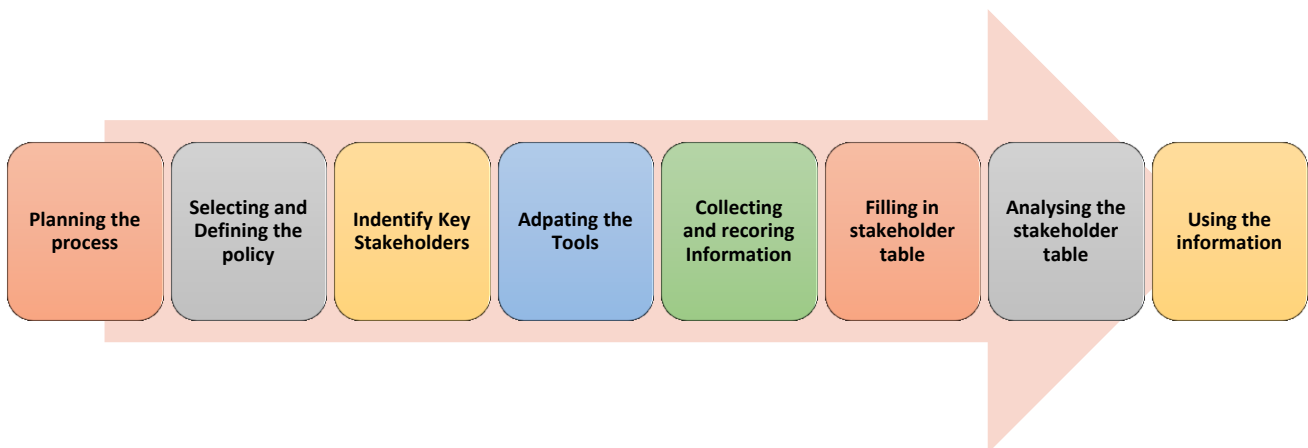 Planning the
process
Selecting and
Defining the
policy
Indentify Key
Stakeholders
Adpating the
Tools
Collecting
and recoring
Information
Filling in
stakeholder
table
Analysing the
stakeholder
table
Using the
information